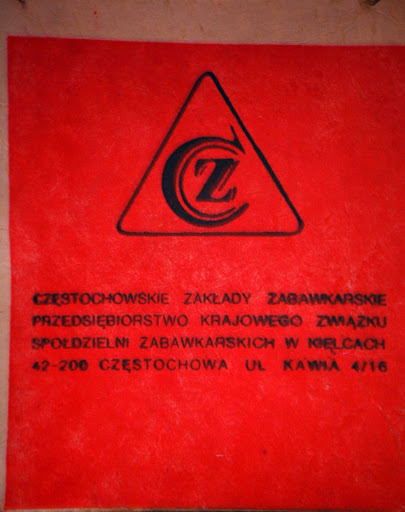 CZ
CZĘSTOCHOWSKIE ZAKŁADY ZABAWKARSKIE
PRZEDSIĘBIORSTWO KRAJOWEGO ZWIĄZKU
SPÓŁDZIELNI ZABAWKARSKICH W KIELCACH
42-200 CZĘSTOCHOWA UL KAWIA 4/16